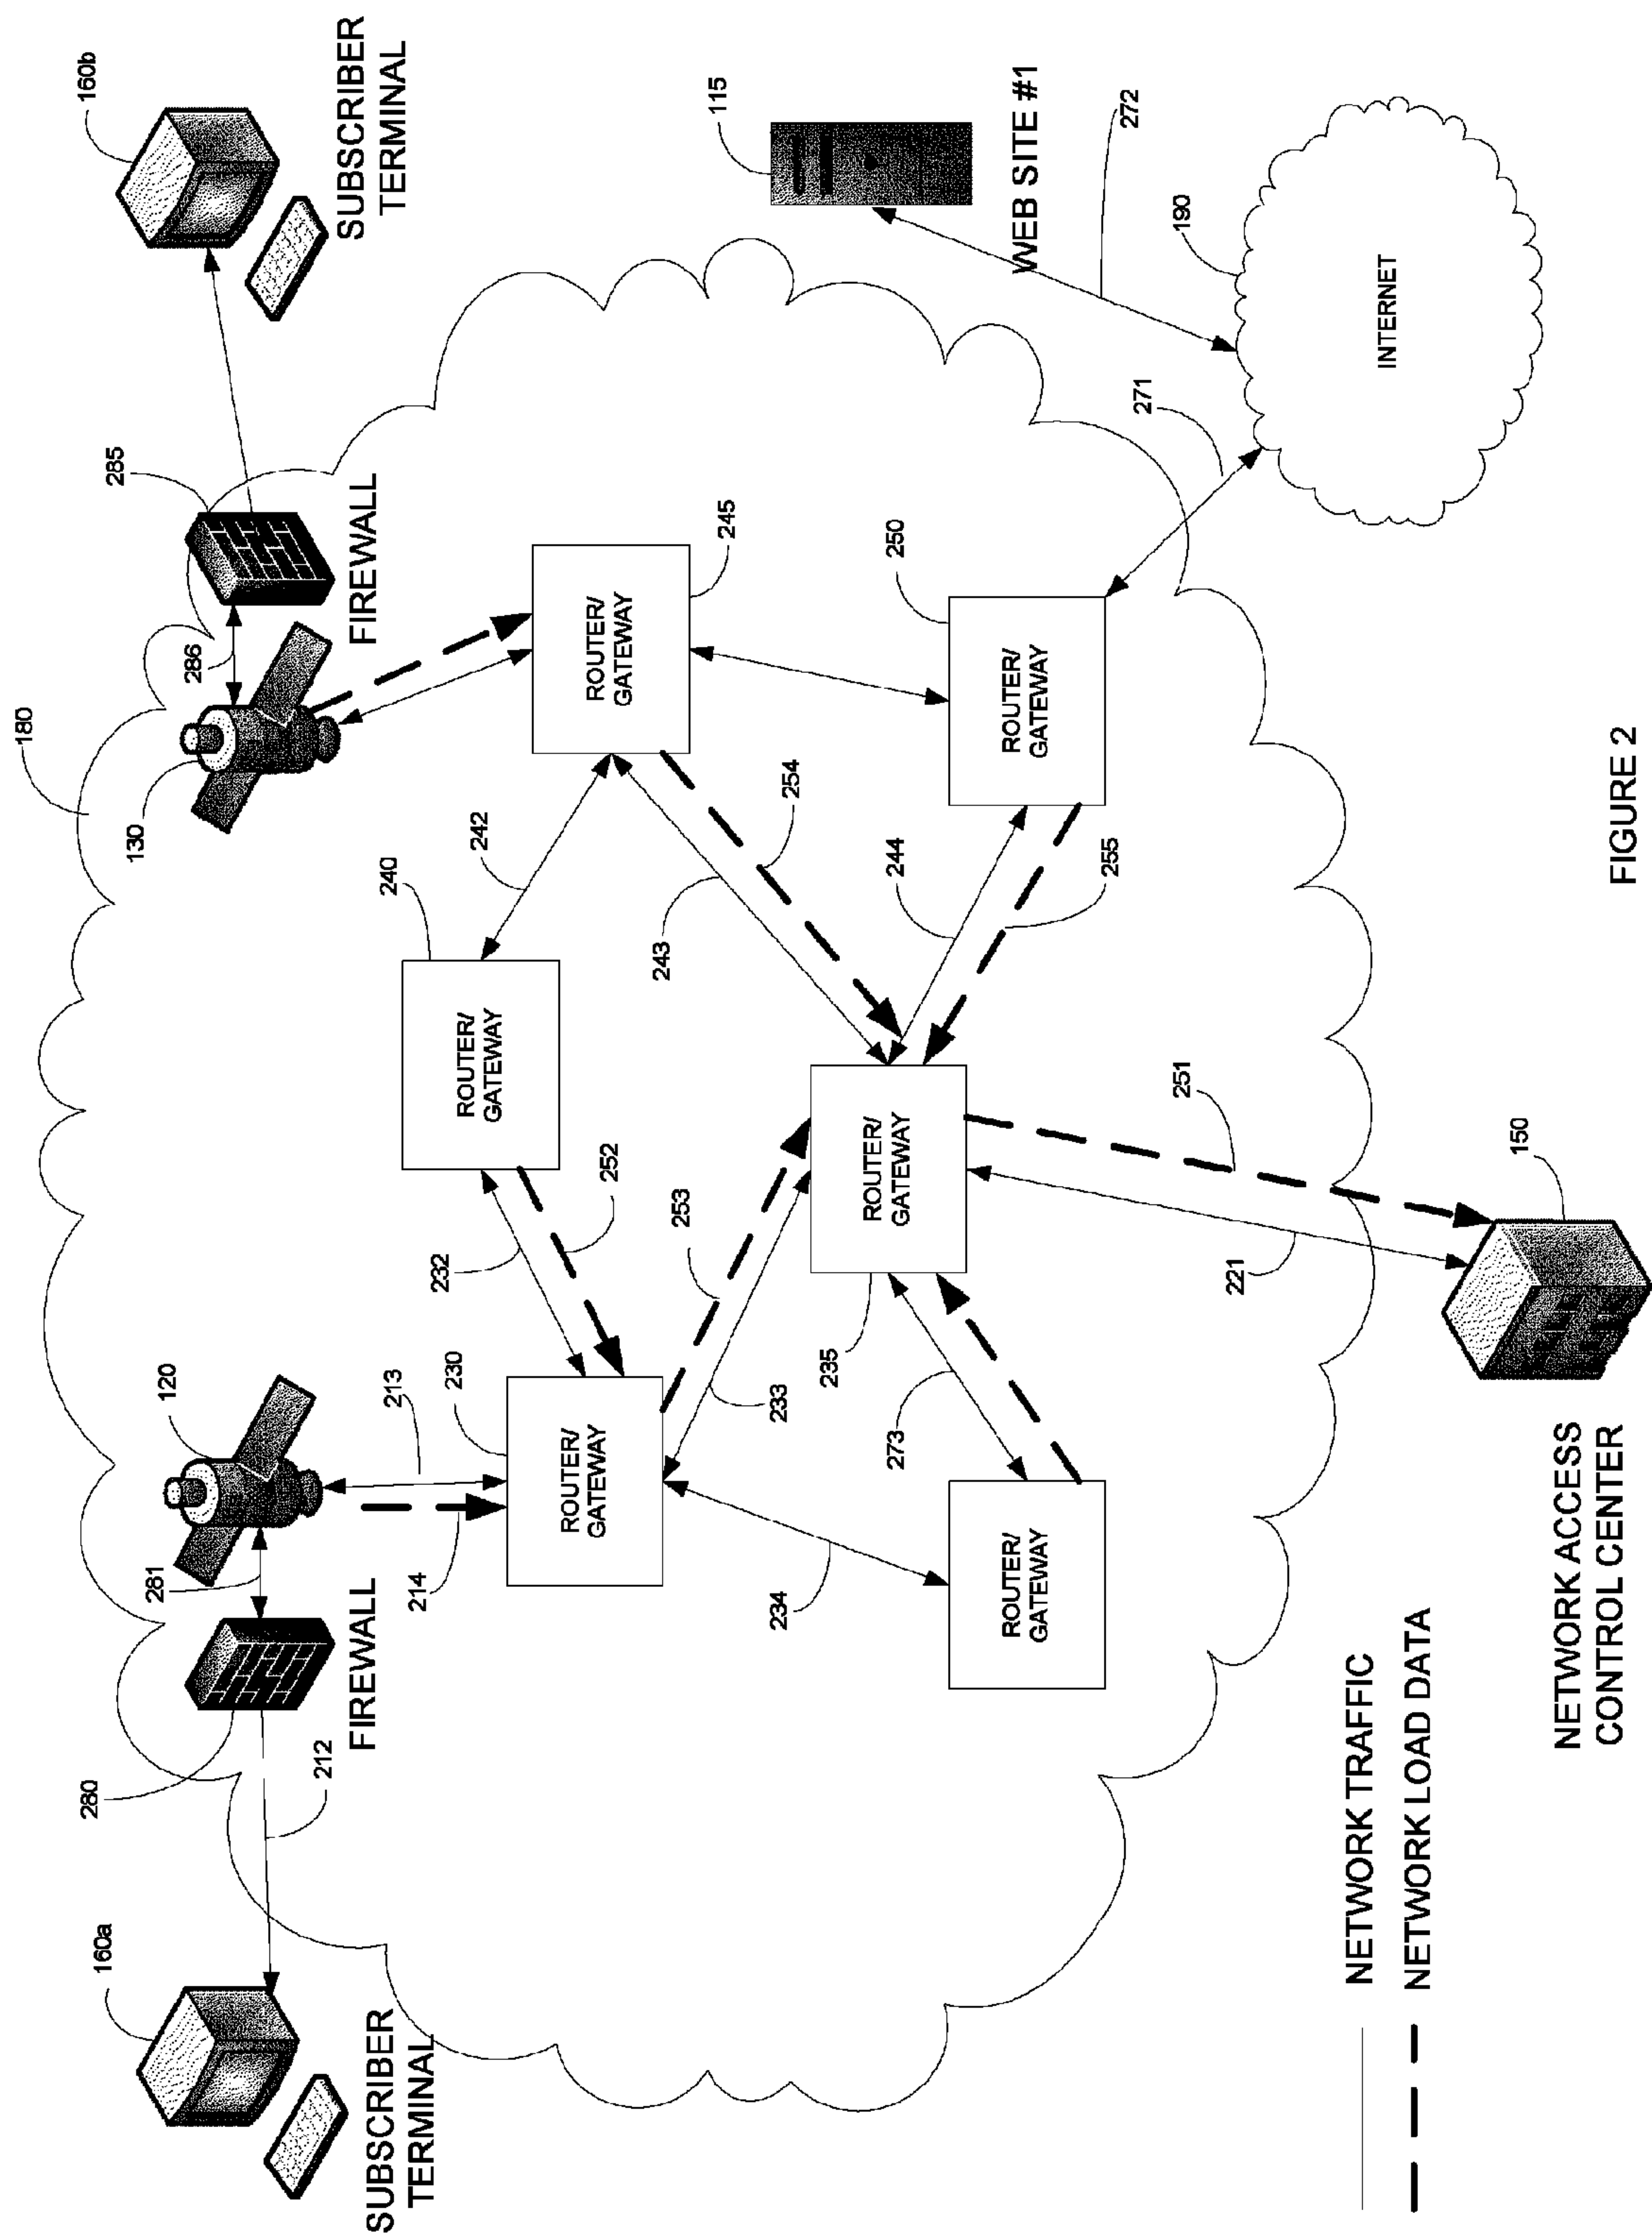 160a
SUBSCRIBER
TERMINAL
280
212
FIREWALL
281
120
213
214
230
ROUTER/
GATEWAY
232
252
240
ROUTER/
GATEWAY
242
180
130
286
285
FIREWALL
160b
SUBSCRIBER
TERMINAL
245
ROUTER/
GATEWAY
243
254
253
233
234
235
ROUTER/
GATEWAY
273
ROUTER/
GATEWAY
244
255
250
ROUTER/
GATEWAY
271
115
WEB SITE #1
272
190
INTERNET
251
221
150
NETWORK ACCESS
CONTROL CENTER
NETWORK TRAFFIC
NETWORK LOAD DATA
FIGURE 2